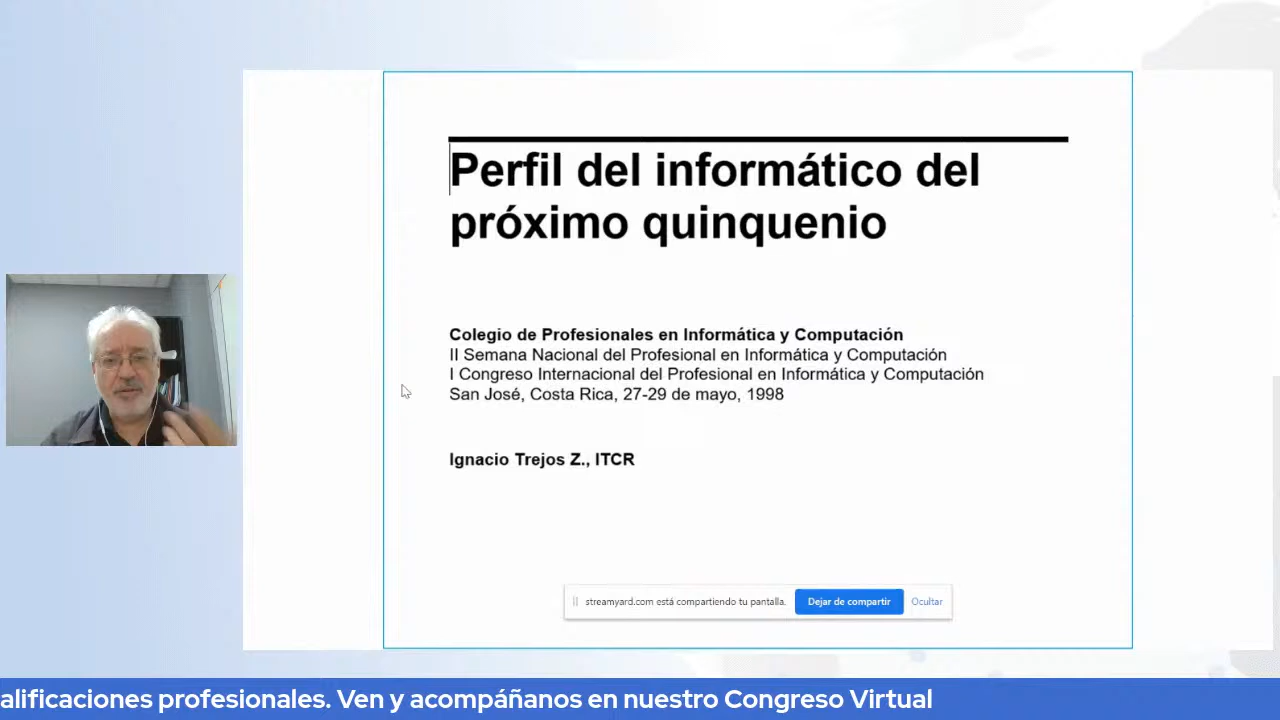 Perfil del informático del
próximo quinquenio
Colegio de Profesionales en Informática y Computación
II Semana Nacional del Profesional en Informática y Computación
I Congreso Internacional del Profesional en Informática y Computación
San José, Costa Rica, 27-29 de mayo, 1998
Ignacio Trejos Z., ITCR
streamyard.com está compartiendo tu pantalla. Dejar de compartir Ocultar
alificaciones profesionales. Ven y acompáñanos en nuestro Congreso Virtual